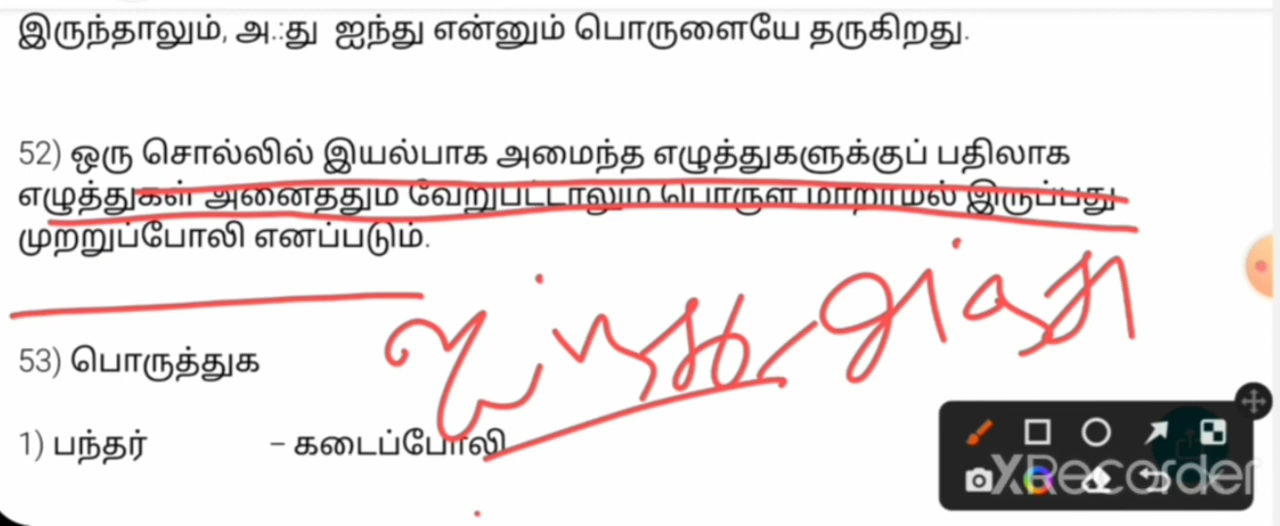 இருந்தாலும், அ.:து ஐந்து என்னும் பொருளையே தருகிறது.
52) ஒரு சொல்லில் இயல்பாக அமைந்த எழுத்துகளுக்குப் பதிலாக
எழுத்துகள் அனைத்தும் வேறுபட்டாலும் பொருள் மாறாமல் இருப்பது
முற்றுப்போலி எனப்படும்.
53) பொருத்துக
1) பந்தர் – கடைப்போலி
XRecorder